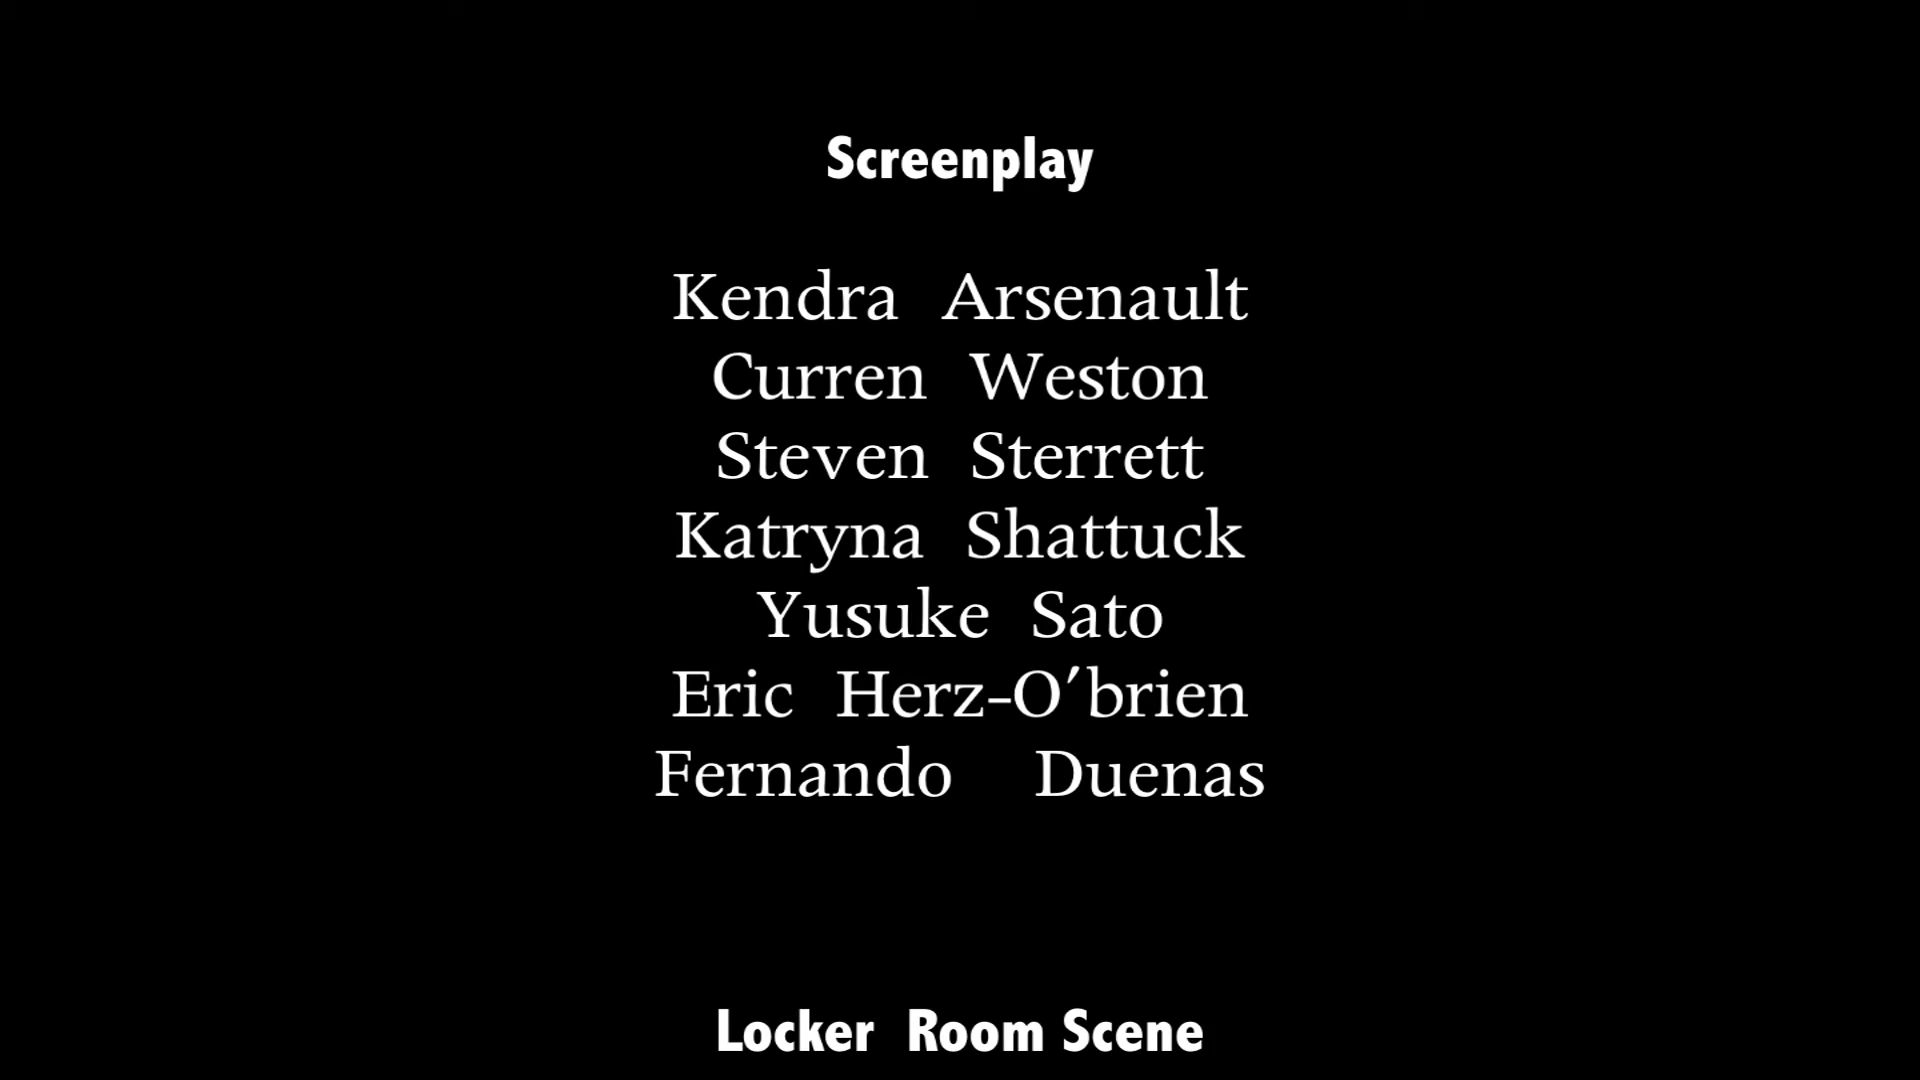 Screenplay
Kendra Arsenault
Curren Weston
Steven Sterrett
Katryna Shattuck
Yusuke Sato
Eric Herz-O'brien
Fernando Duenas
Locker Room Scene